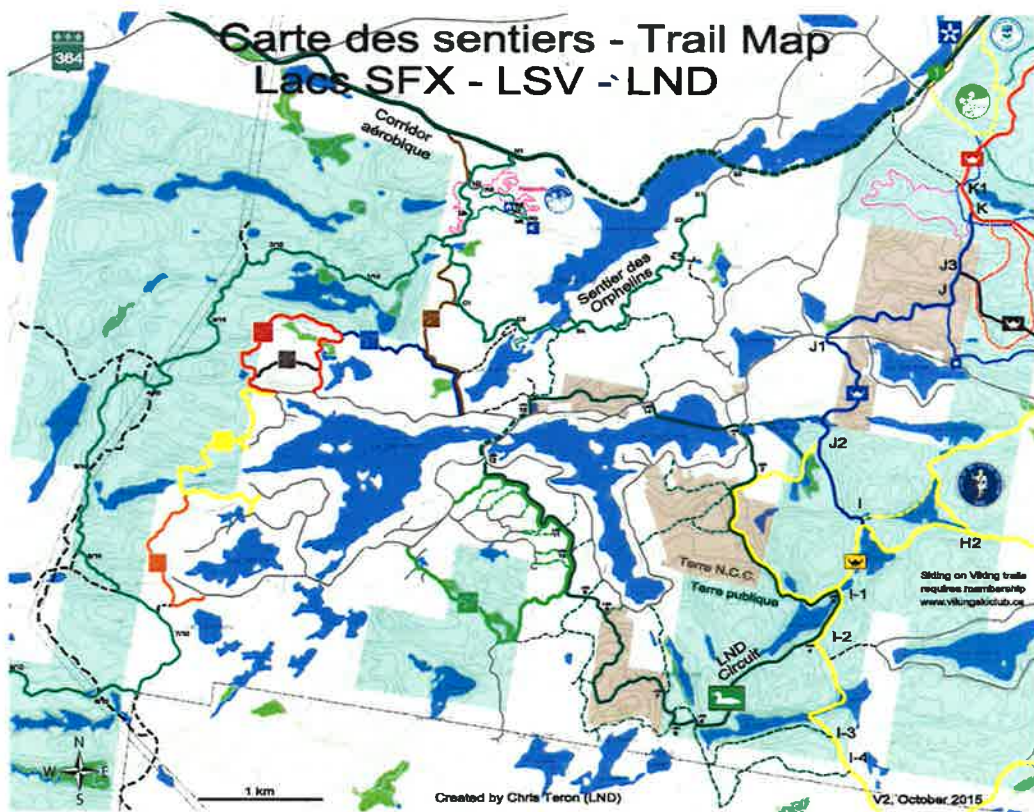 Carte des sentiers - Trail Map
Lacs SFX - LSV - LND
364
Corridor
aérobique
K1
K
Sentier des
Orphelins
J3
J
J1
J2
I
H2
Terre N.C.C.
Terre publique
Skiing on Viking trails
requires membership
www.vikingskiclub.ca
I-1
I-2
LND
Circuit
I-3
I-4
N
W
E
S
1 km
Created by Chris Teron (LND)
V2, October 2015